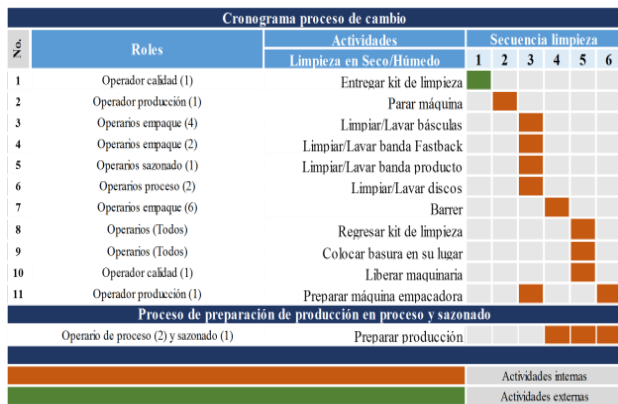 Cronograma proceso de cambio
No. Roles Actividades Secuencia limpieza
Limpieza en Seco/Húmedo 1 2 3 4 5 6
1 Operador calidad (1) Entregar kit de limpieza
2 Operador producción (1) Parar máquina
3 Operarios empaque (4) Limpiar/Lavar básculas
4 Operarios empaque (2) Limpiar/Lavar banda Fastback
5 Operarios sazonado (1) Limpiar/Lavar banda producto
6 Operarios proceso (2) Limpiar/Lavar discos
7 Operarios empaque (6) Barrer
8 Operarios (Todos) Regresar kit de limpieza
9 Operarios (Todos) Colocar basura en su lugar
10 Operador calidad (1) Liberar maquinaria
11 Operador producción (1) Preparar máquina empacadora
Proceso de preparación de producción en proceso y sazonado
Operario de proceso (2) y sazonado (1) Preparar producción
Actividades internas
Actividades externas